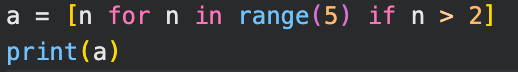 a = [n for n in range(5) if n > 2]
print(a)